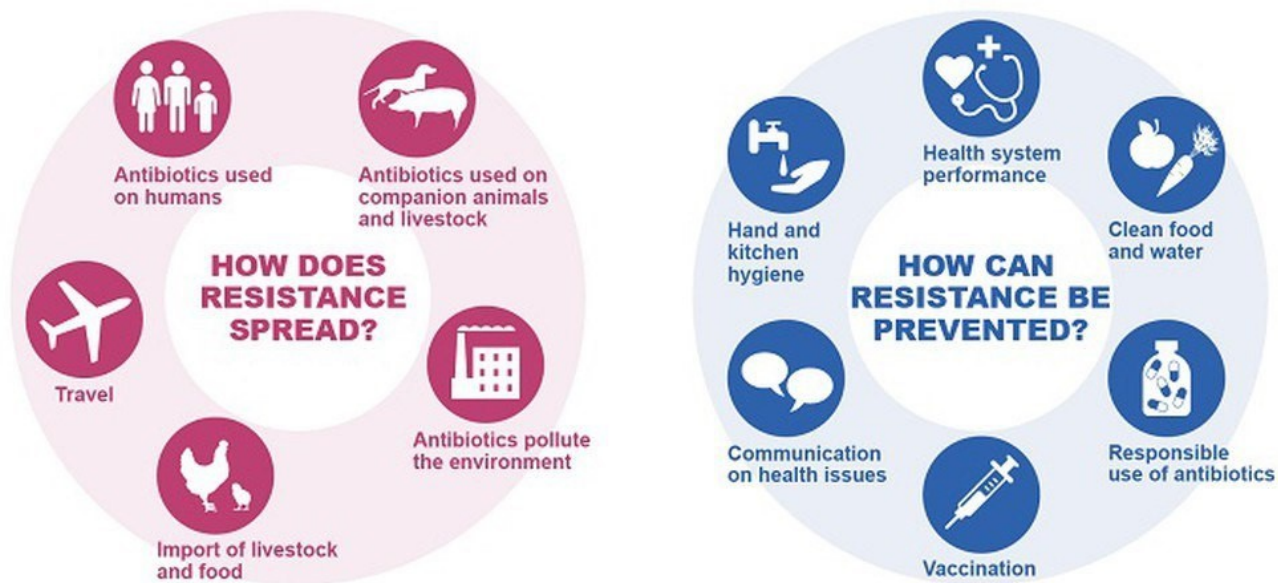 Antibiotics used
on humans
Antibiotics used on
companion animals
and livestock
HOW DOES
RESISTANCE
SPREAD?
Travel
Antibiotics pollute
the environment
Import of livestock
and food
Health system
performance
Hand and
kitchen
hygiene
Clean food
and water
HOW CAN
RESISTANCE BE
PREVENTED?
Communication
on health issues
Responsible
use of antibiotics
Vaccination